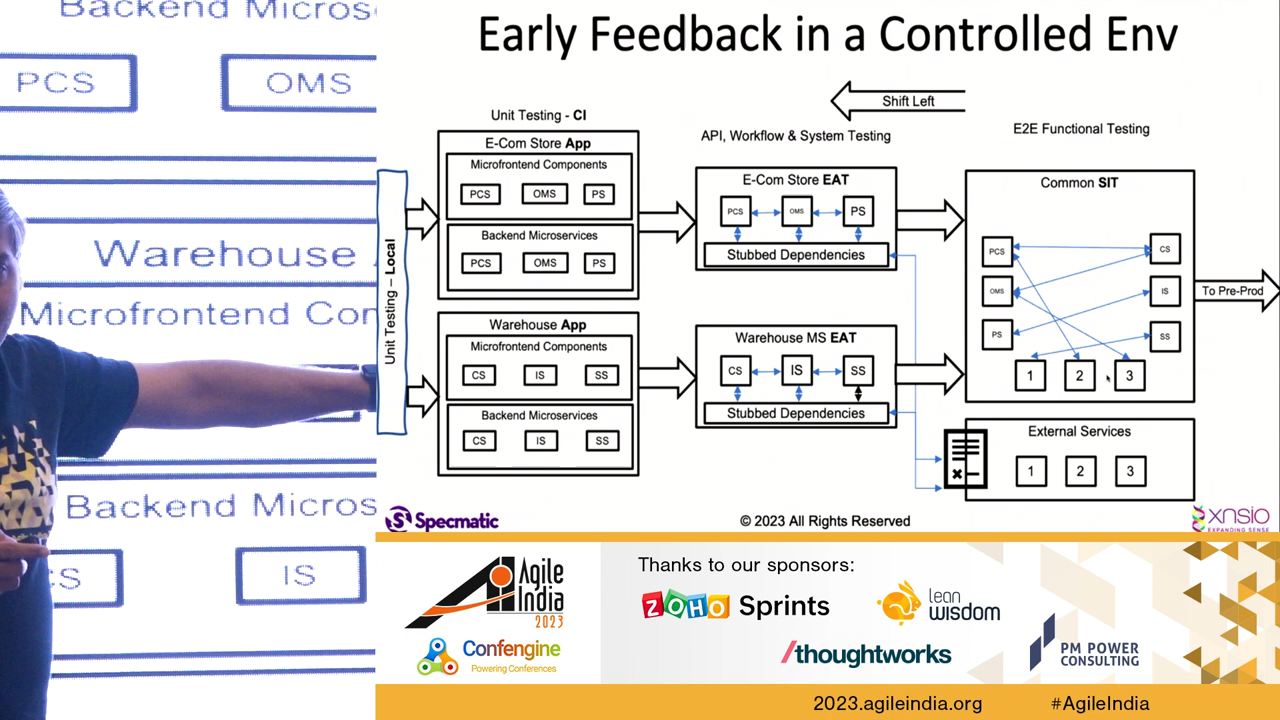 Backend Micros
PCS
OMS
Warehouse
Microfrontend Con
Backend Micros
CS
IS
Early Feedback in a Controlled Env
Shift Left
Unit Testing - CI
API, Workflow & System Testing
E2E Functional Testing
Unit Testing – Local
E-Com Store App
Microfrontend Components
PCS OMS PS
Backend Microservices
PCS OMS PS
Warehouse App
Microfrontend Components
CS IS SS
Backend Microservices
CS IS SS
E-Com Store EAT
PCS OMS PS
Stubbed Dependencies
Warehouse MS EAT
CS IS SS
Stubbed Dependencies
Common SIT
PCS CS
OMS IS
PS SS
1 2 3
To Pre-Prod
External Services
1 2 3
Specmatic
© 2023 All Rights Reserved
xnsio
EXPANDING SENSE
Agile
India
2023
Confengine
Powering Conferences
Thanks to our sponsors:
ZOHO Sprints
lean
wisdom
/thoughtworks
PM POWER
CONSULTING
2023.agileindia.org #AgileIndia